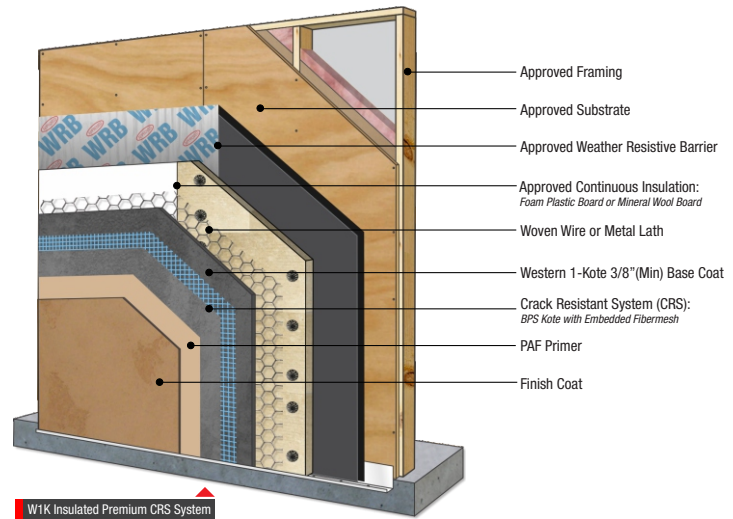 Approved Framing
Approved Substrate
Approved Weather Resistive Barrier
Approved Continuous Insulation:
Foam Plastic Board or Mineral Wool Board
Woven Wire or Metal Lath
Western 1-Kote 3/8”(Min) Base Coat
Crack Resistant System (CRS):
BPS Kote with Embedded Fibermesh
PAF Primer
Finish Coat
WRB WRB WRB WRB
W1K Insulated Premium CRS System